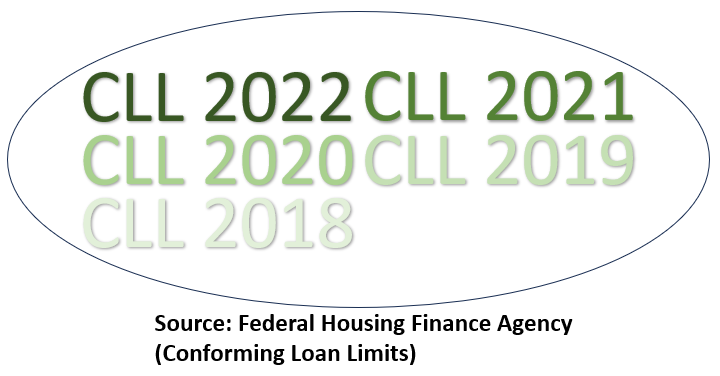 CLL 2022 CLL 2021
CLL 2020 CLL 2019
CLL 2018
Source: Federal Housing Finance Agency
(Conforming Loan Limits)